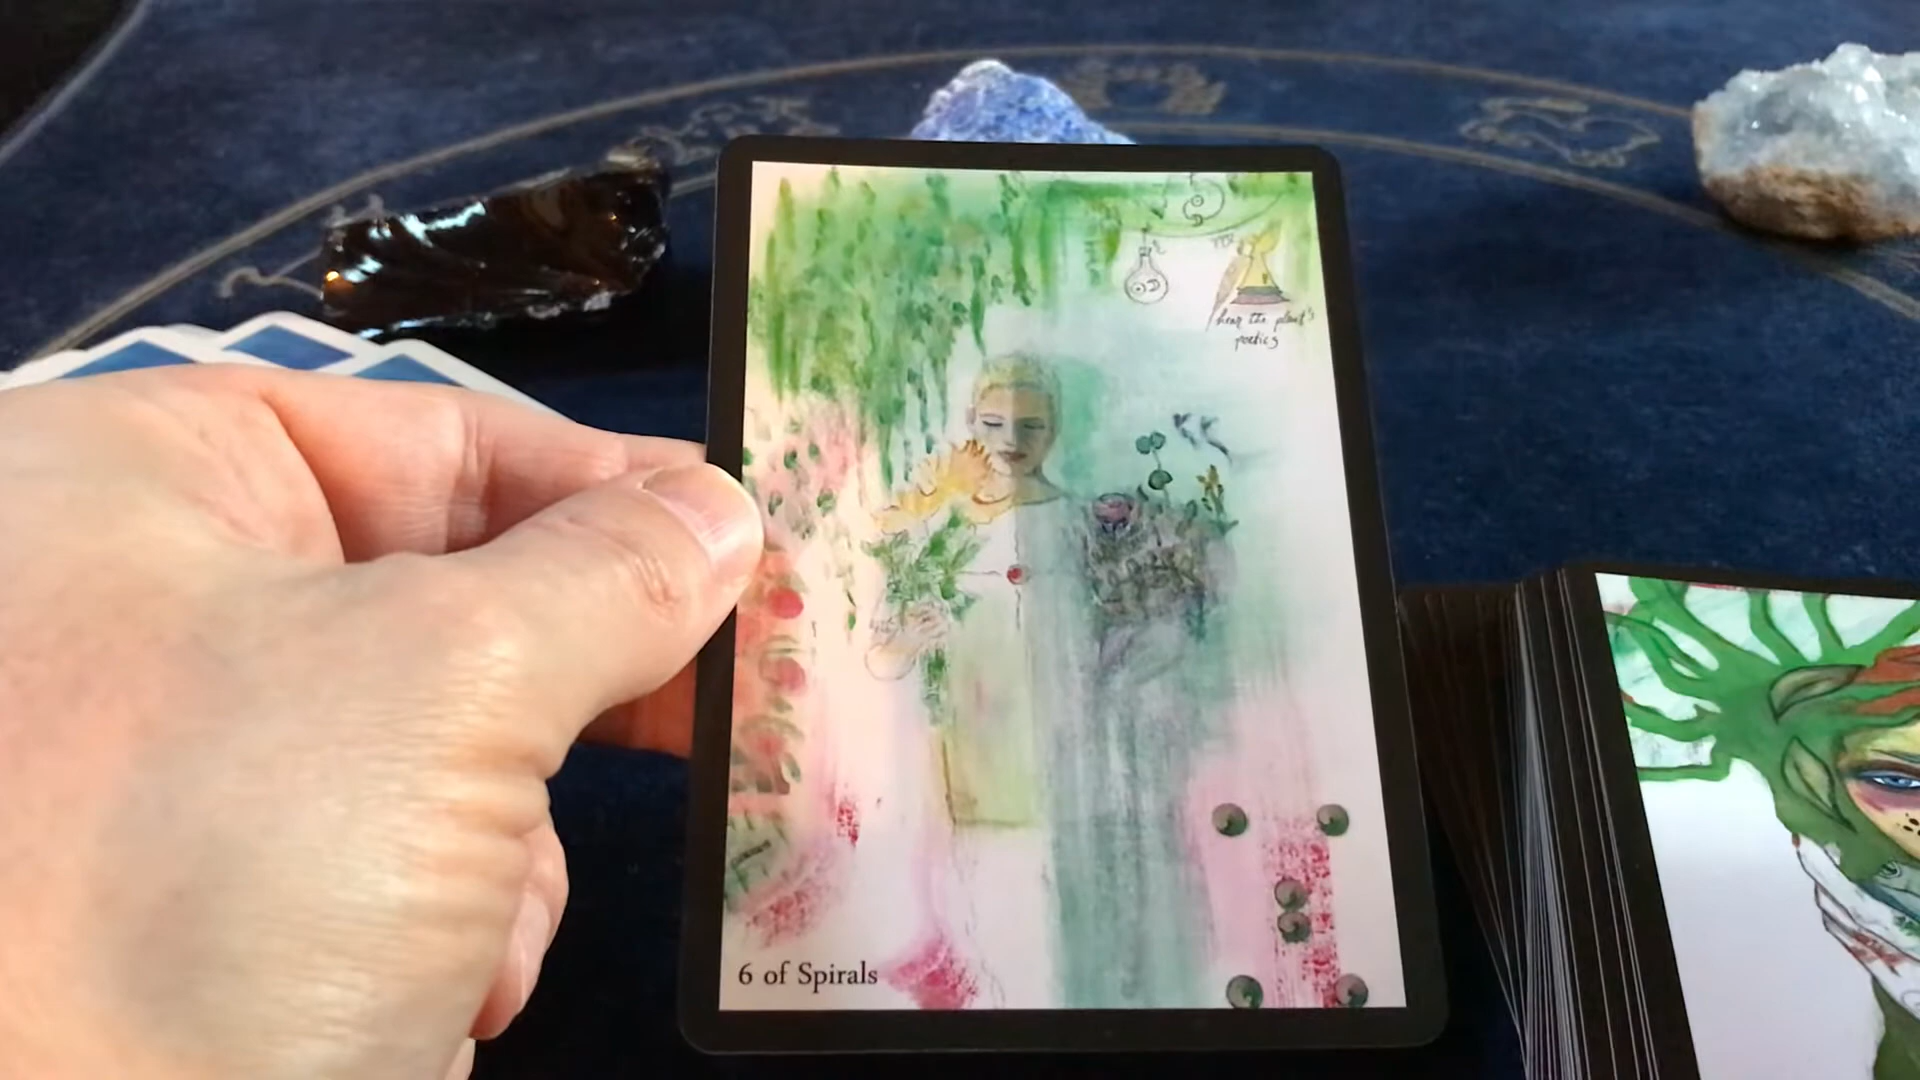 hear the plant's
poetics
6 of Spirals